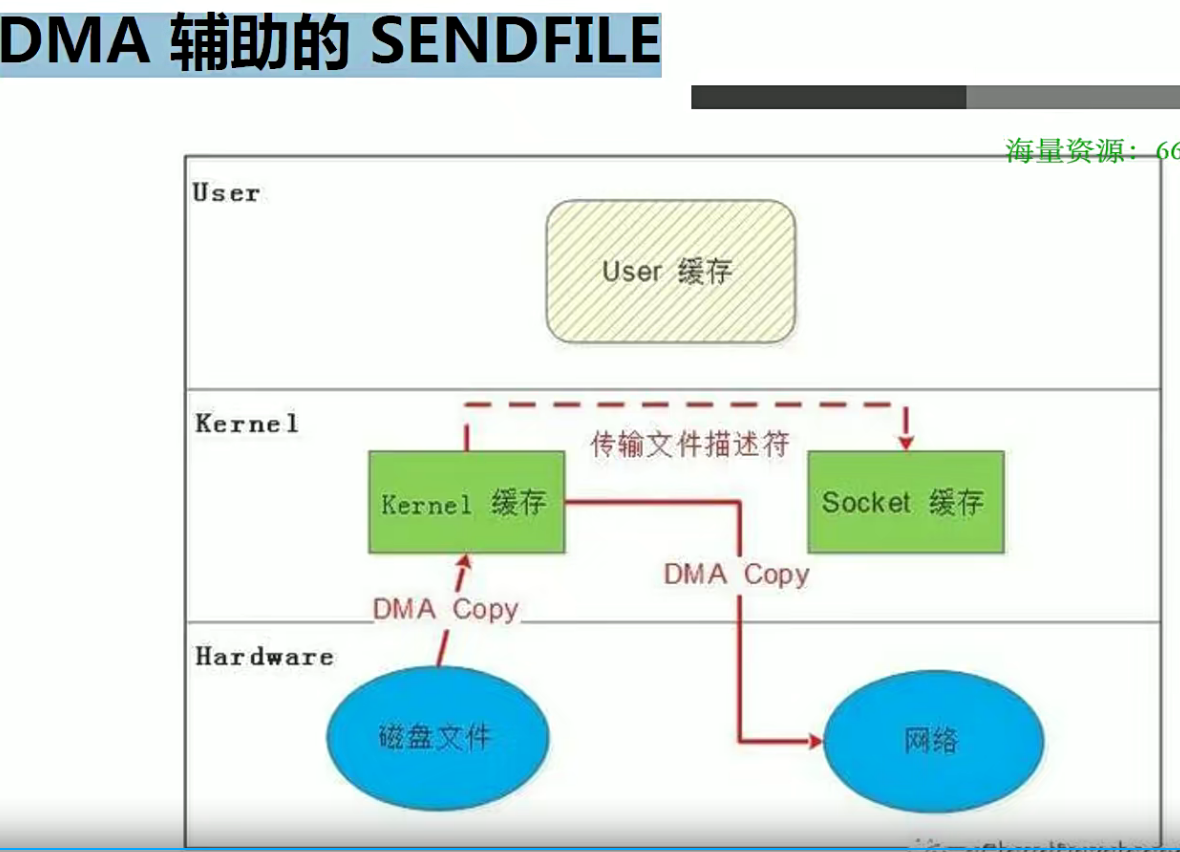 DMA 辅助的 SENDFILE
海量资源：66
User
User 缓存
Kernel
传输文件描述符
Kernel 缓存
Socket 缓存
DMA Copy
DMA Copy
Hardware
磁盘文件
网络